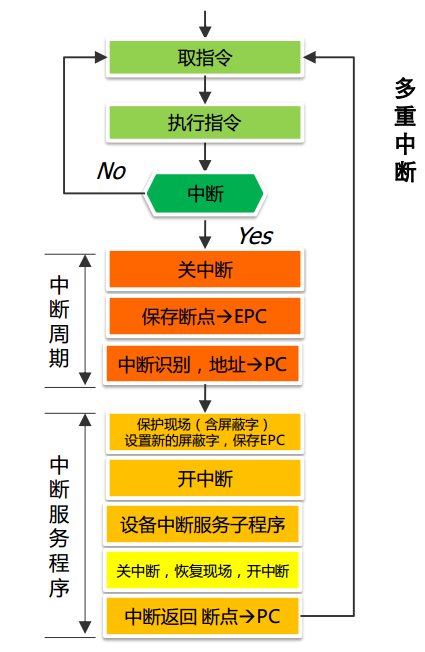 取指令
执行指令
多重中断
No
中断
Yes
中断周期
关中断
保存断点→EPC
中断识别，地址→PC
中断服务程序
保护现场（含屏蔽字）
设置新的屏蔽字，保存EPC
开中断
设备中断服务子程序
关中断，恢复现场，开中断
中断返回 断点→PC